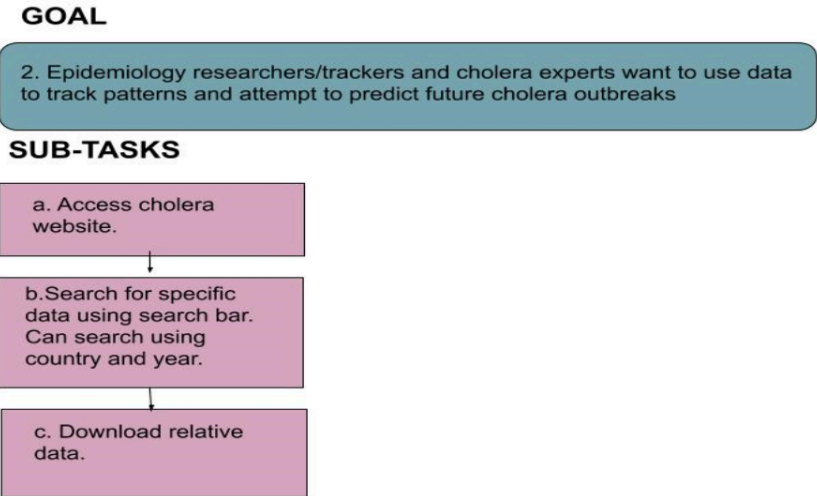 GOAL
2. Epidemiology researchers/trackers and cholera experts want to use data
to track patterns and attempt to predict future cholera outbreaks
SUB-TASKS
a. Access cholera
website.
b.Search for specific
data using search bar.
Can search using
country and year.
c. Download relative
data.